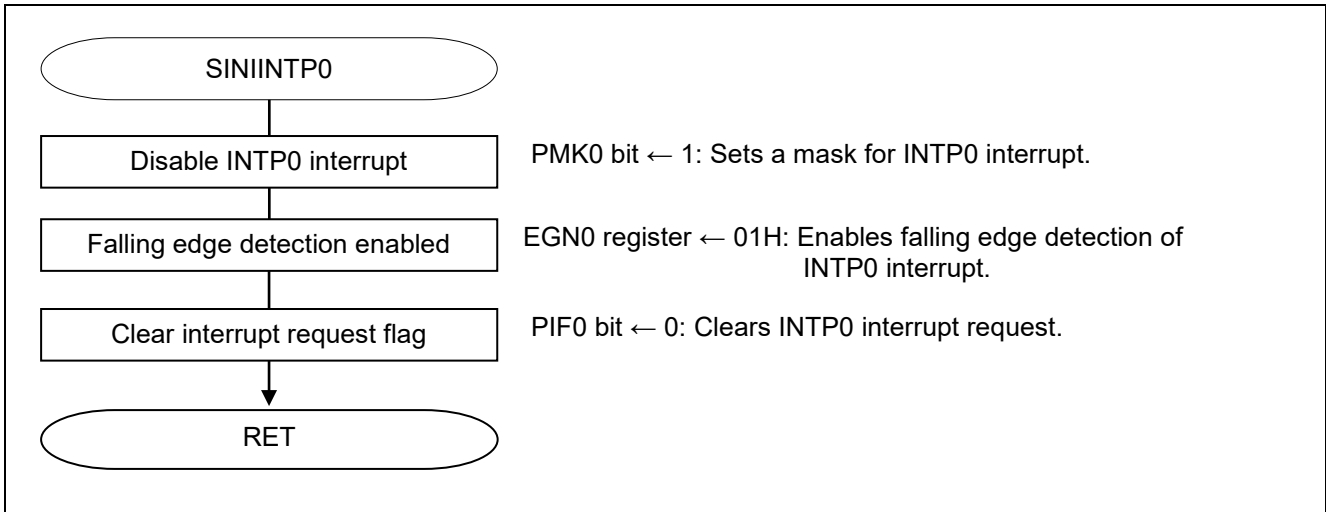 SINIINTP0
Disable INTP0 interrupt
PMK0 bit ← 1: Sets a mask for INTP0 interrupt.
Falling edge detection enabled
EGN0 register ← 01H: Enables falling edge detection of
INTP0 interrupt.
Clear interrupt request flag
PIF0 bit ← 0: Clears INTP0 interrupt request.
RET